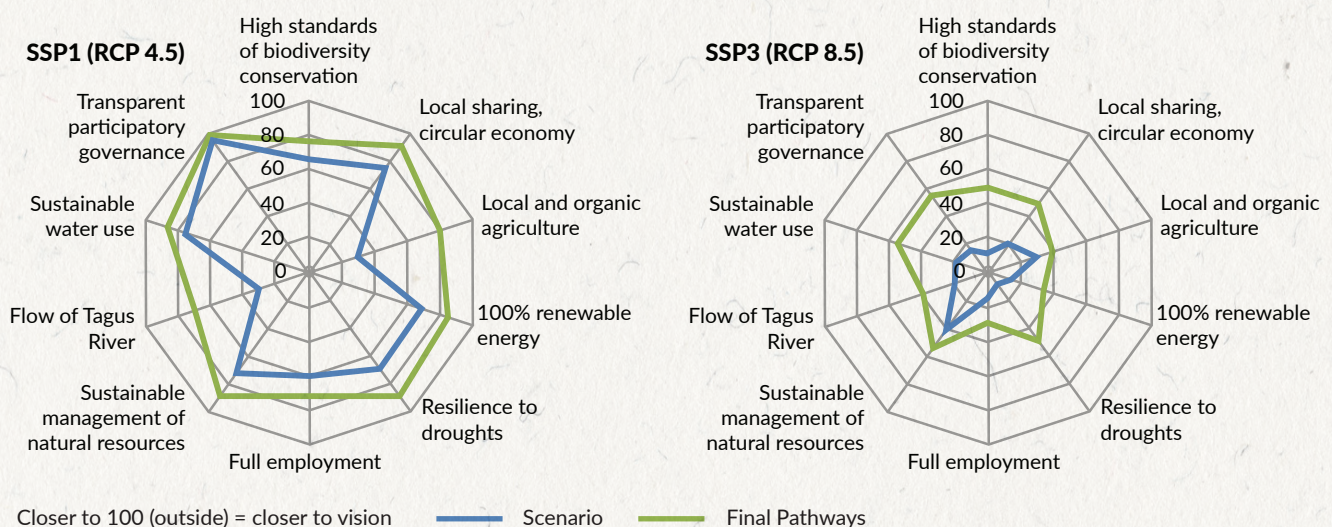 SSP1 (RCP 4.5)
High standards
of biodiversity
conservation
Local sharing,
circular economy
Local and organic
agriculture
100% renewable
energy
Resilience to
droughts
Full employment
Sustainable
management of
natural resources
Flow of Tagus
River
Sustainable
water use
Transparent
participatory
governance
100
80
60
40
20
0
SSP3 (RCP 8.5)
High standards
of biodiversity
conservation
Local sharing,
circular economy
Local and organic
agriculture
100% renewable
energy
Resilience to
droughts
Full employment
Sustainable
management of
natural resources
Flow of Tagus
River
Sustainable
water use
Transparent
participatory
governance
100
80
60
40
20
0
Closer to 100 (outside) = closer to vision
Scenario
Final Pathways